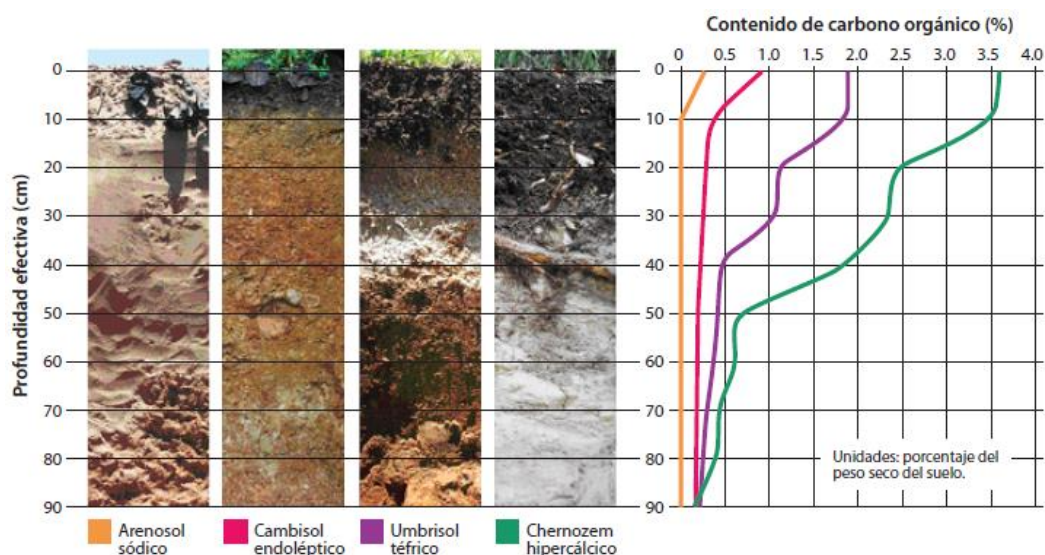 Contenido de carbono orgánico (%)
0 0.5 1.0 1.5 2.0 2.5 3.0 3.5 4.0
Profundidad efectiva (cm)
0
10
20
30
40
50
60
70
80
90
0
10
20
30
40
50
60
70
80
90
Unidades: porcentaje del
peso seco del suelo.
Arenosol
sódico
Cambisol
endoléptico
Umbrisol
téfrico
Chernozem
hipercálcico